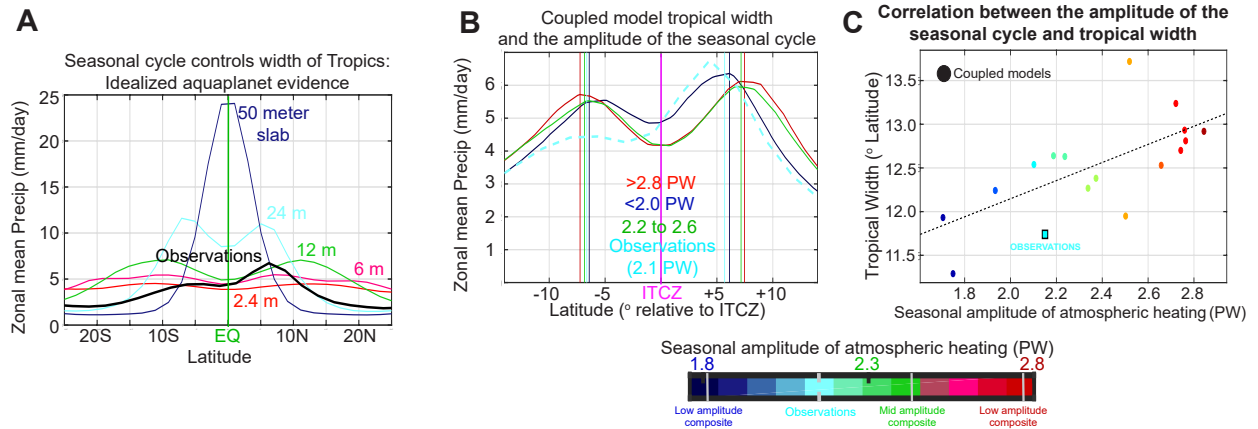 A
Seasonal cycle controls width of Tropics:
Idealized aquaplanet evidence
Zonal mean Precip (mm/day)
25
20
15
10
5
0
50 meter
slab
24 m
Observations
12 m
6 m
2.4 m
20S
10S
EQ
10N
20N
Latitude
B
Coupled model tropical width
and the amplitude of the seasonal cycle
Zonal mean Precip (mm/day)
6
5
4
3
2
1
0
>2.8 PW
<2.0 PW
2.2 to 2.6
Observations
(2.1 PW)
-10
-5
ITCZ
+5
+10
Latitude (° relative to ITCZ)
C
Correlation between the amplitude of the
seasonal cycle and tropical width
Tropical Width (° Latitude)
13.5
13.0
12.5
12.0
11.5
Coupled models
OBSERVATIONS
1.8
2.0
2.2
2.4
2.6
2.8
Seasonal amplitude of atmospheric heating (PW)
Seasonal amplitude of atmospheric heating (PW)
1.8
2.3
2.8
Low amplitude
composite
Observations
Mid amplitude
composite
Low amplitude
composite